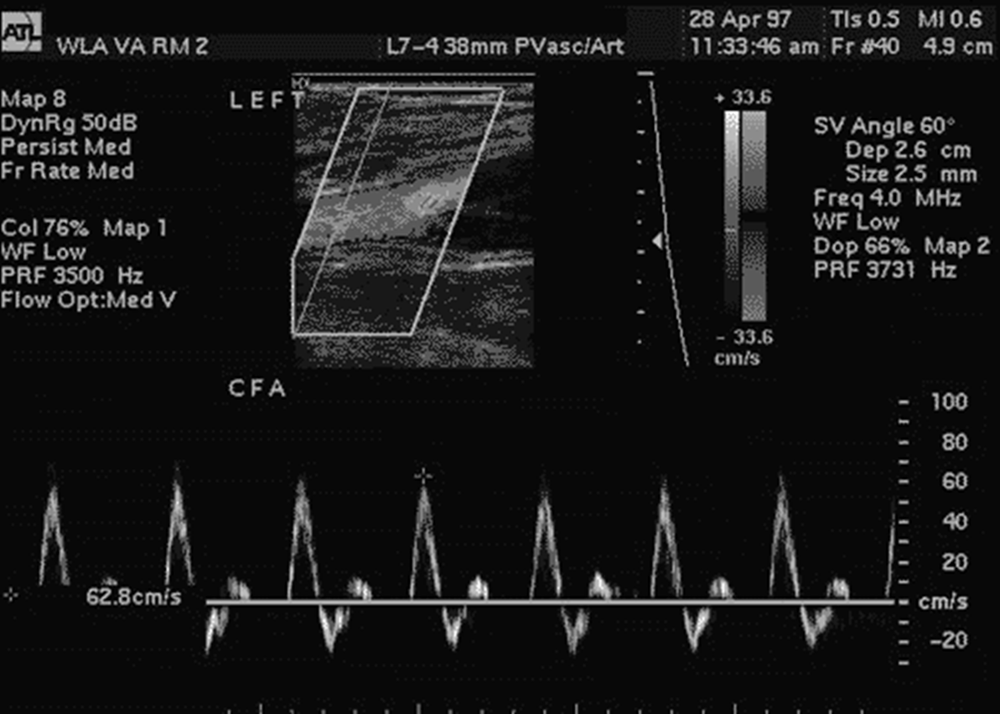 ATL
WLA VA RM 2
L7-4 38mm PVasc/Art
28 Apr 97
11:33:46 am
TIs 0.5 MI 0.6
Fr #40 4.9 cm
Map 8
DynRg 50dB
Persist Med
Fr Rate Med
Col 76% Map 1
WF Low
PRF 3500 Hz
Flow Opt:Med V
LEFT
+ 33.6
- 33.6
cm/s
SV Angle 60°
Dep 2.6 cm
Size 2.5 mm
Freq 4.0 MHz
WF Low
Dop 66% Map 2
PRF 3731 Hz
CFA
100
80
60
40
20
cm/s
-20
62.8cm/s